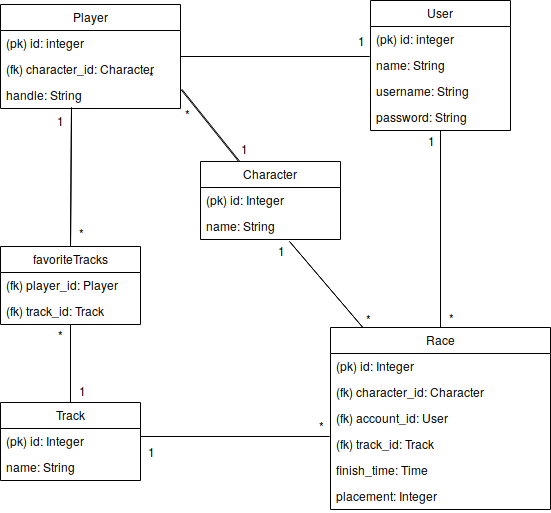 Player
(pk) id: integer
(fk) character_id: Character,
handle: String
1
*
1
*
User
(pk) id: integer
name: String
username: String
password: String
1
1
Character
(pk) id: Integer
name: String
1
favoriteTracks
(fk) player_id: Player
(fk) track_id: Track
*
1
*
*
Race
(pk) id: Integer
(fk) character_id: Character
(fk) account_id: User
(fk) track_id: Track
finish_time: Time
placement: Integer
Track
(pk) id: Integer
name: String
1
*